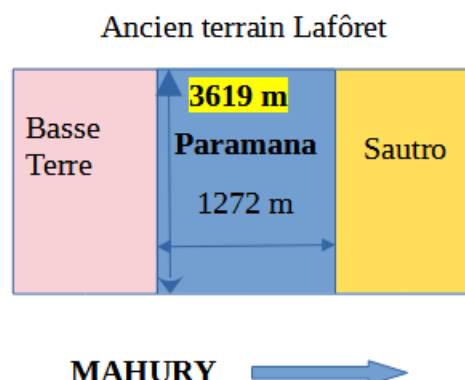 Ancien terrain Lafôret
3619 m
Basse
Terre
Paramana
Sautro
1272 m
MAHURY